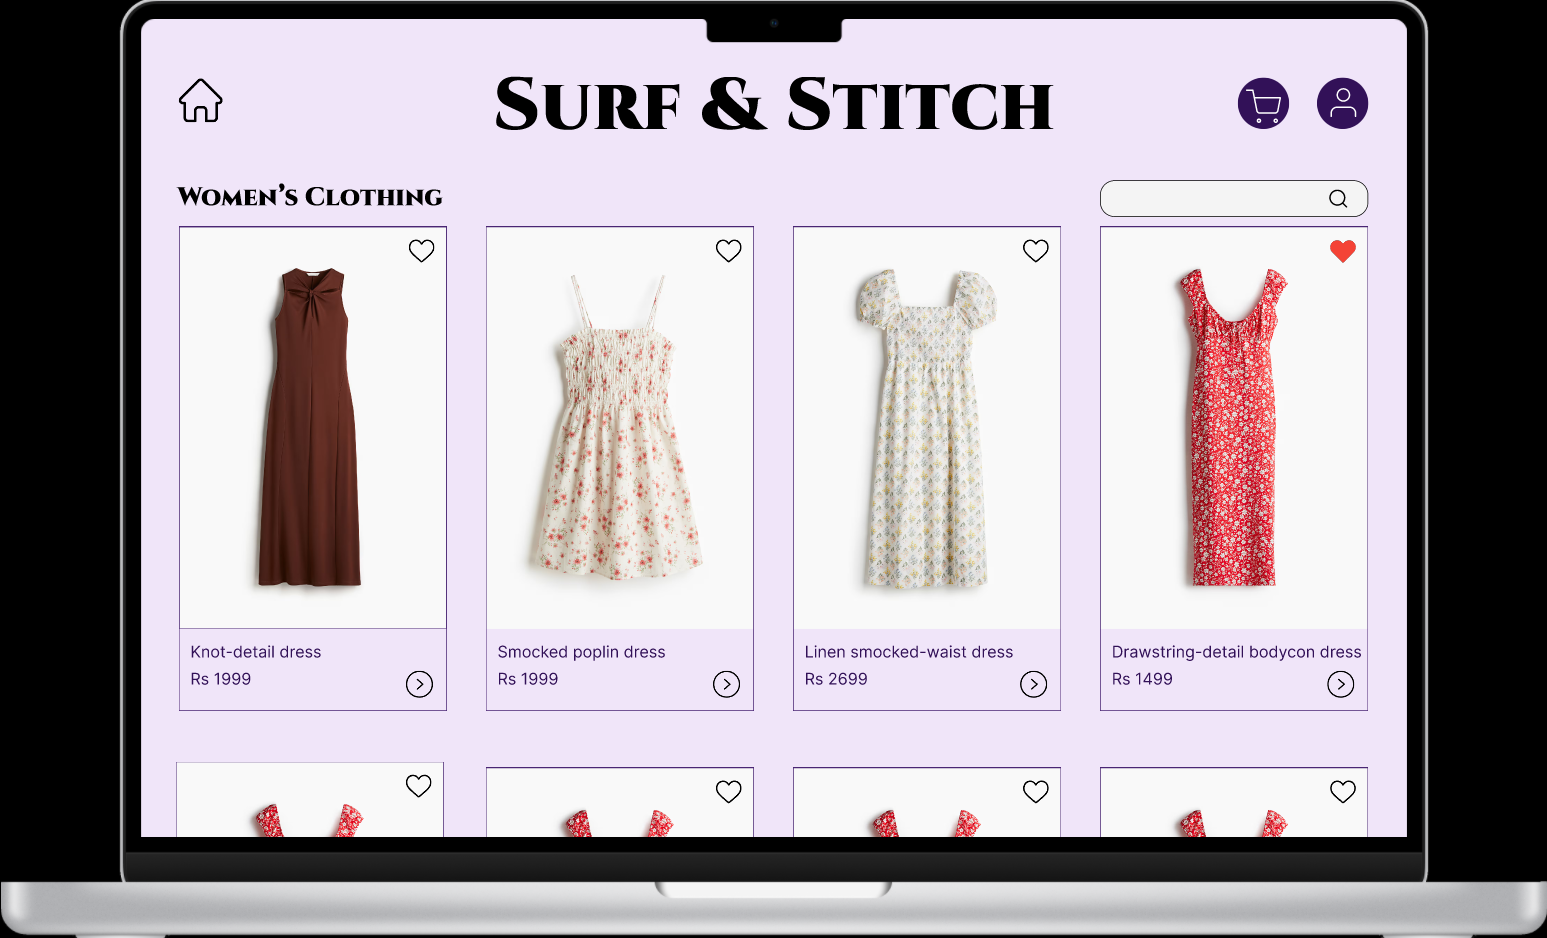 Surf & Stitch
Women's Clothing
Knot-detail dress
Rs 1999
Smocked poplin dress
Rs 1999
Linen smocked-waist dress
Rs 2699
Drawstring-detail bodycon dress
Rs 1499